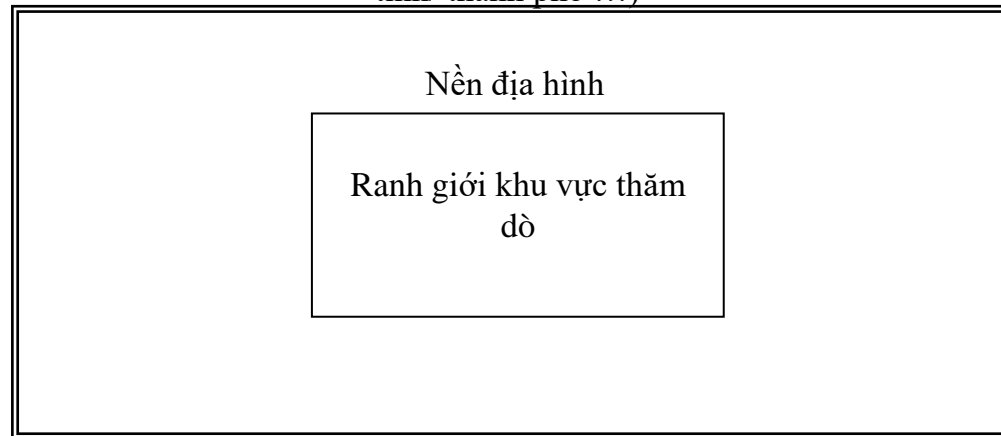 Nền địa hình
Ranh giới khu vực thăm
dò